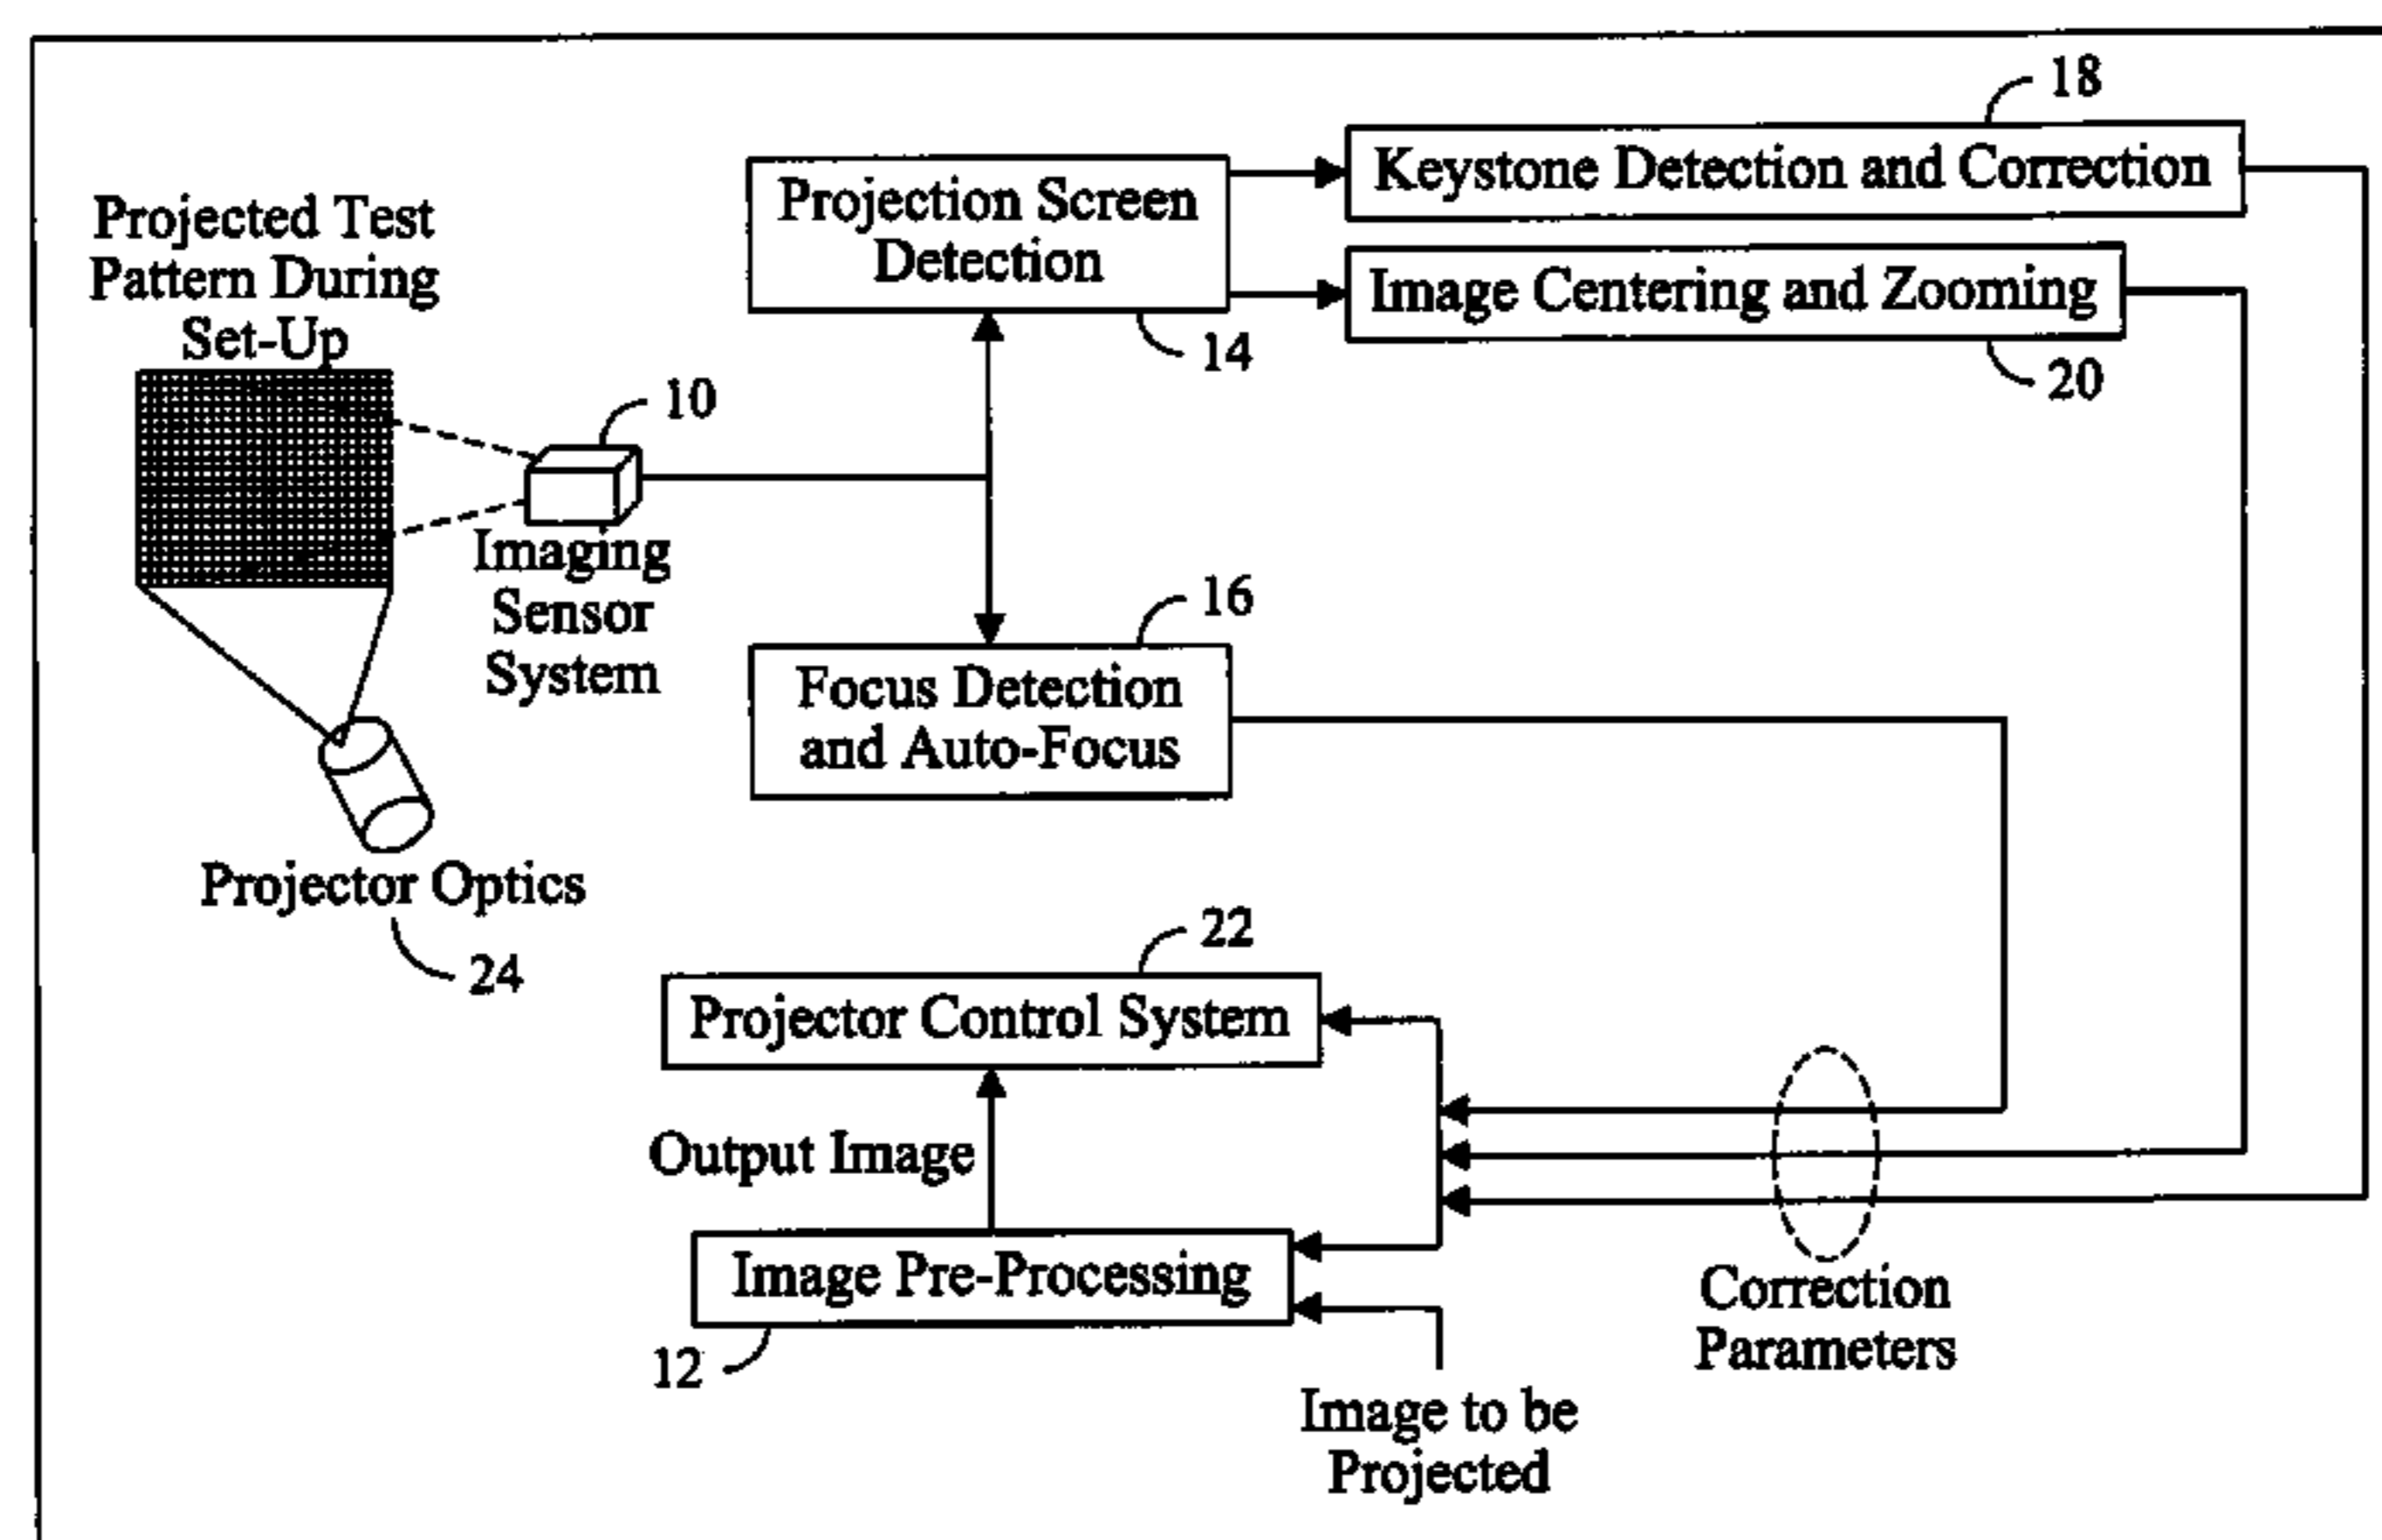 18
Keystone Detection and Correction
Projection Screen
Detection
Image Centering and Zooming
14
20
Projected Test
Pattern During
Set-Up
10
Imaging
Sensor
System
16
Focus Detection
and Auto-Focus
Projector Optics
24
22
Projector Control System
Output Image
Image Pre-Processing
12
Correction
Parameters
Image to be
Projected